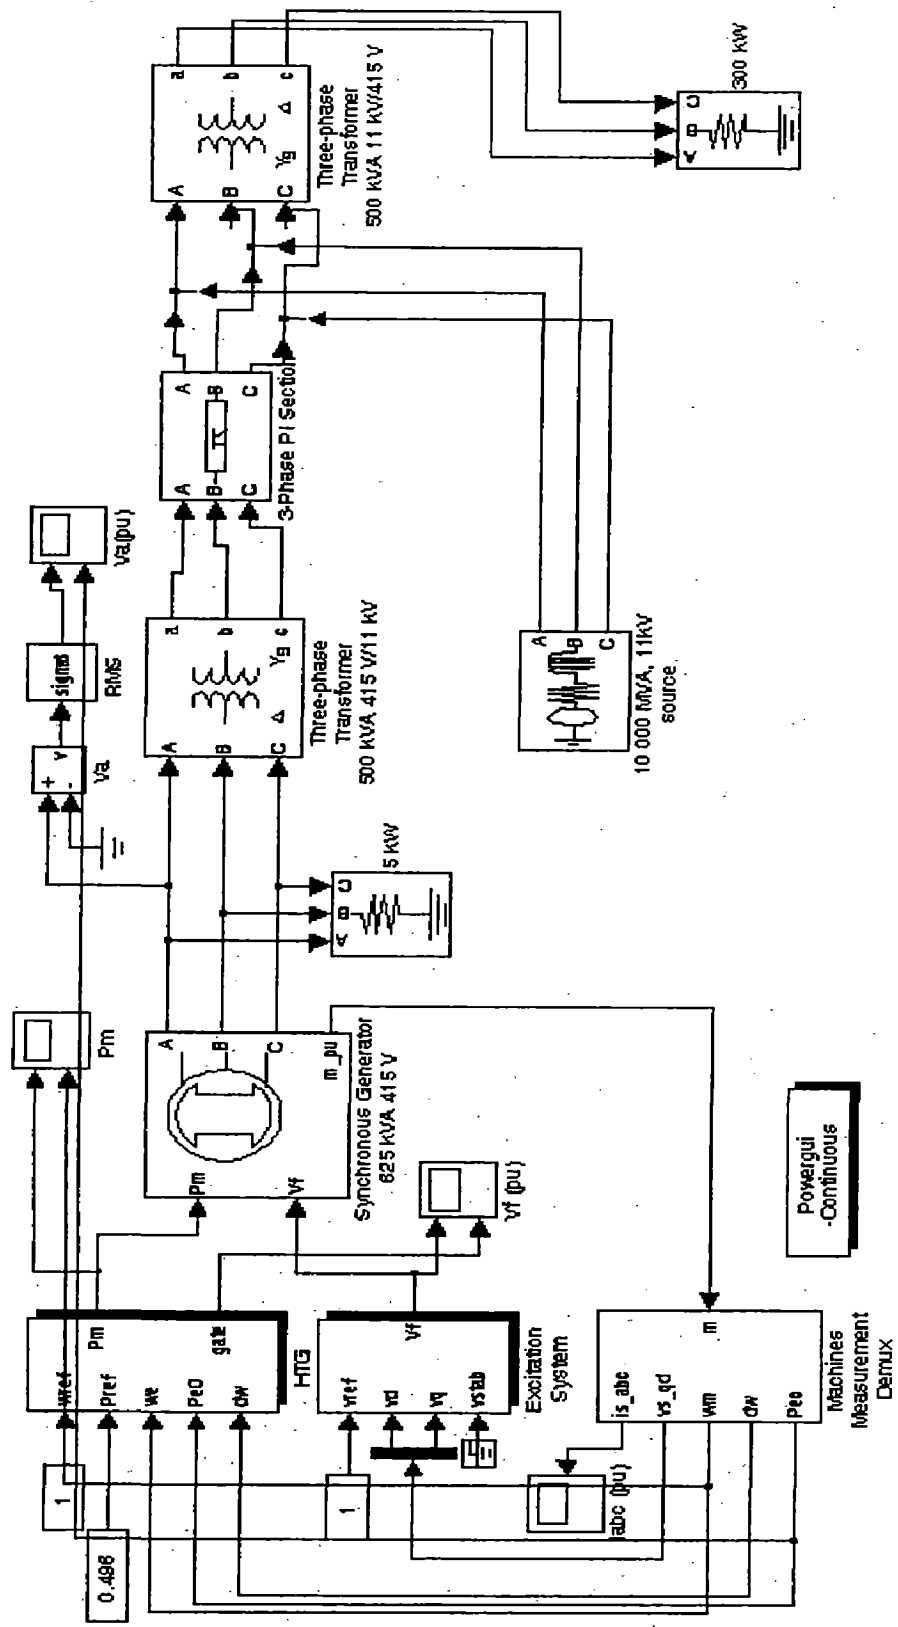 1
0.496
wref
Pref
we
Pe0
dw
Pm
gate
HTG
1
vref
vd
vq
vstab
Vf
Excitation
System
is_abc
vs_qd
wm
dw
Peo
m
Machines
Measurement
Demux
iabc (pu)
Powergui
-Continuous
Pm
Vf (pu)
Pm
Vf
A
B
C
m_pu
Synchronous Generator
625 kVA 415 V
A
B
C
5 kW
+
-
v
Va
signal
RMS
Va(pu)
A
B
C
a
b
c
Δ
Yg
Three-phase
Transformer
500 kVA 415 V/11 kV
A
B
C
A
B
C
3-Phase PI Section
A
B
C
10 000 MVA, 11kV
source
A
B
C
a
b
c
Yg
Δ
Three-phase
Transformer
500 kVA 11 kV/415 V
A
B
C
300 kW